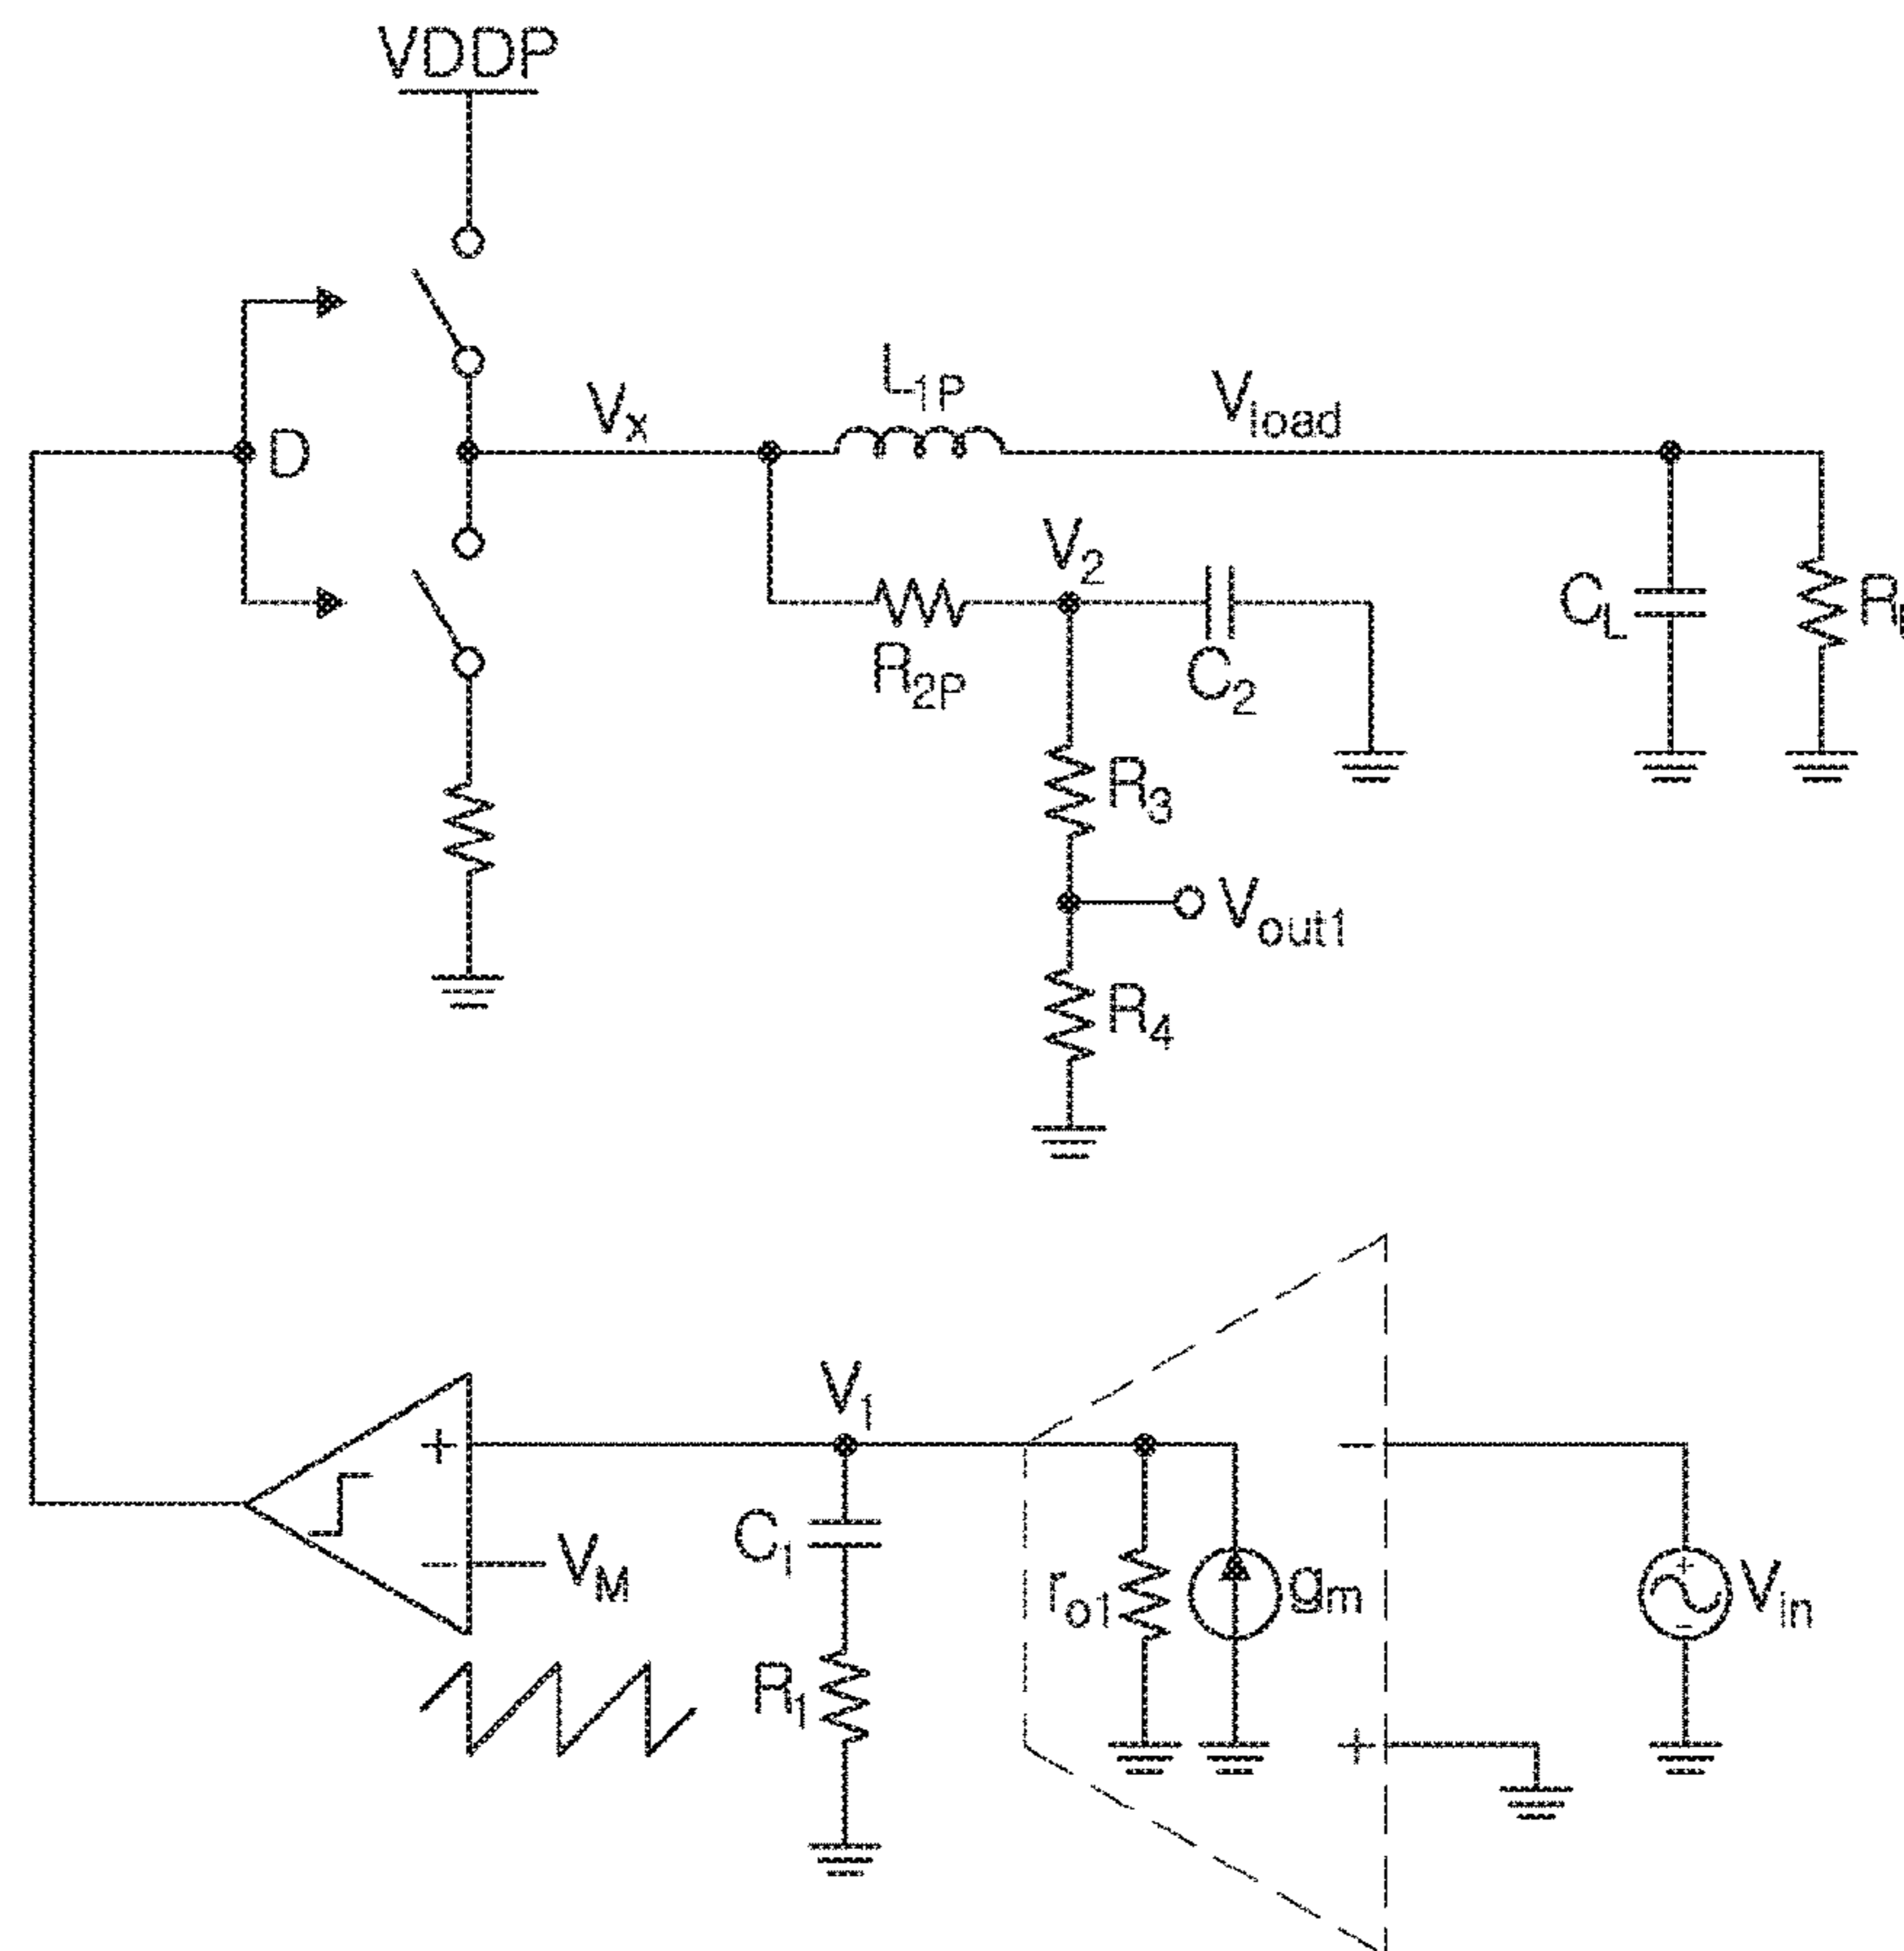 VDDP
D
Vx
L1P
Vload
V2
R2P
C2
CL
R3
Vout1
R4
+
−
VM
V1
C1
R1
ro1
gm
−
+
+
-
Vin